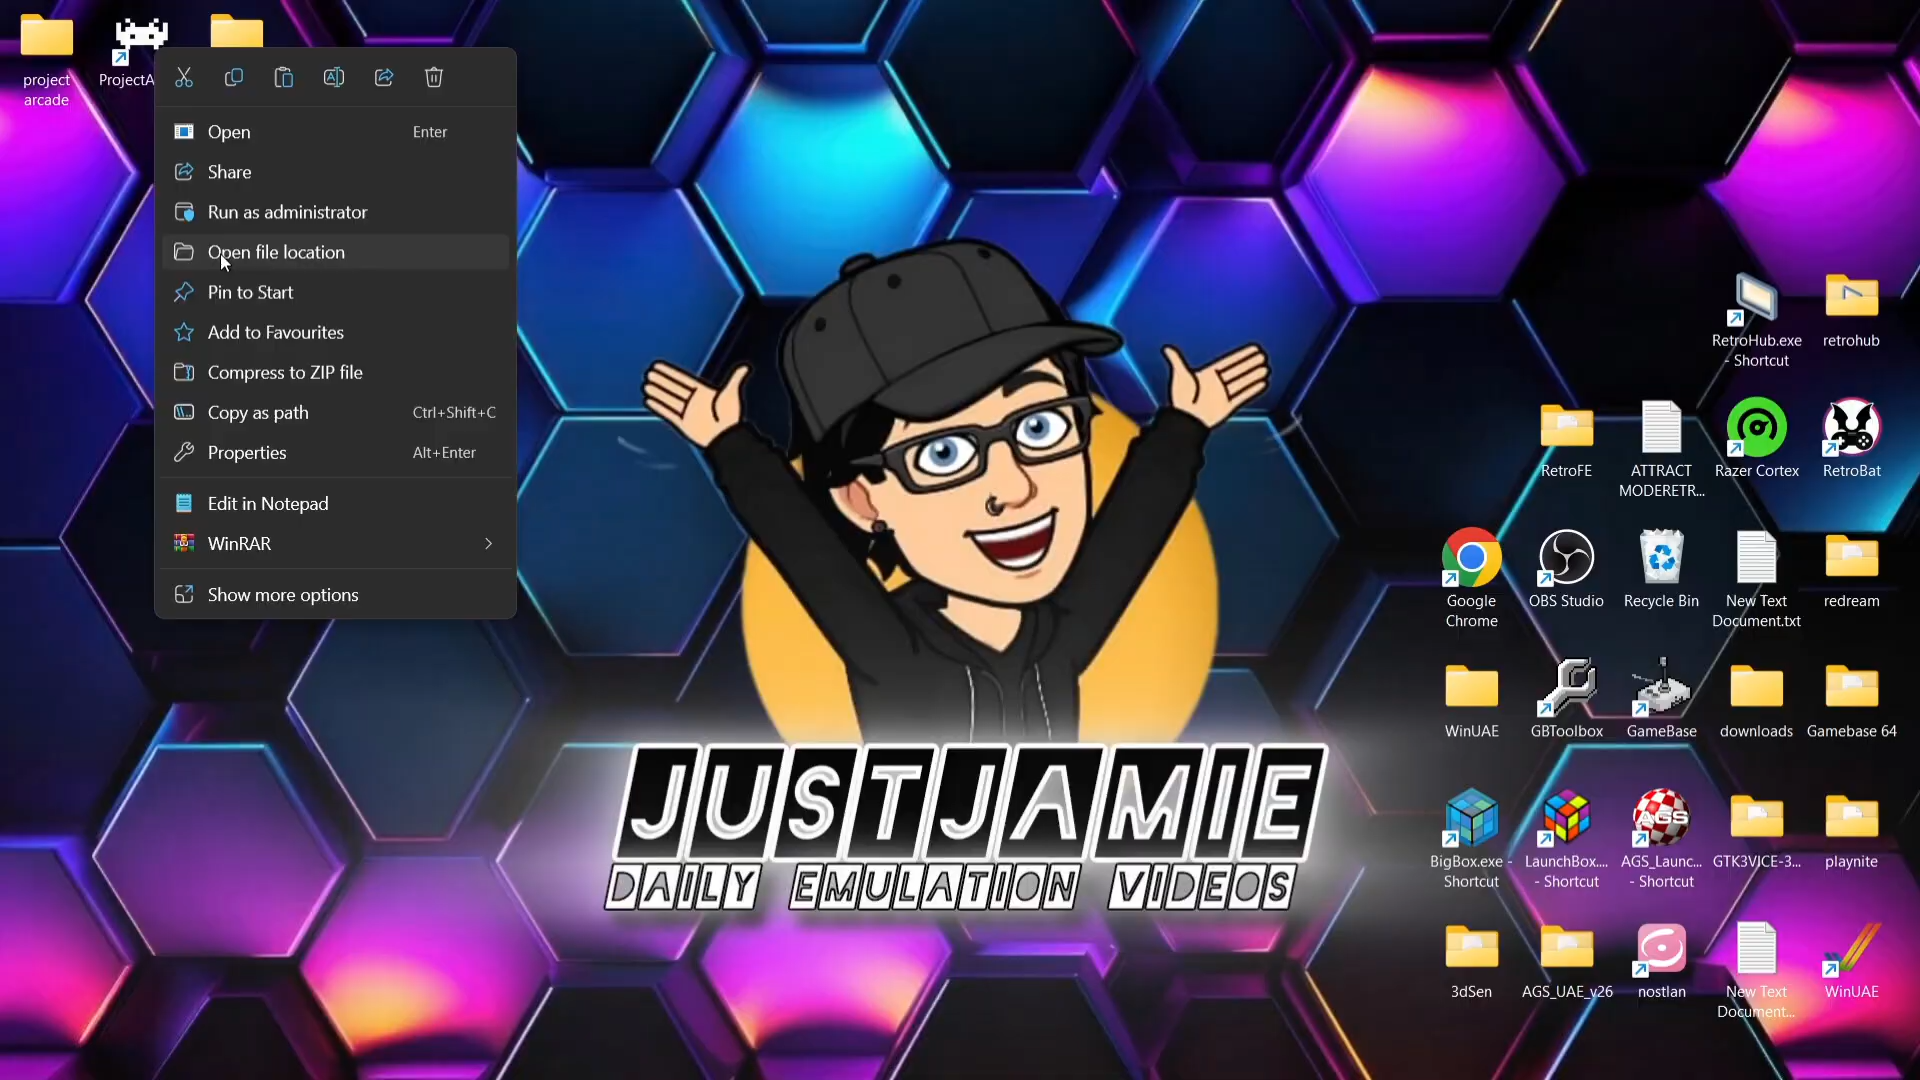 project
arcade
ProjectA
Open Enter
Share
Run as administrator
Open file location
Pin to Start
Add to Favourites
Compress to ZIP file
Copy as path Ctrl+Shift+C
Properties Alt+Enter
Edit in Notepad
WinRAR
Show more options
RetroHub.exe
- Shortcut
retrohub
RetroFE
ATTRACT
MODERETR...
Razer Cortex
RetroBat
Google
Chrome
OBS Studio
Recycle Bin
New Text
Document.txt
redream
WinUAE
GBToolbox
GameBase
downloads
Gamebase 64
BigBox.exe -
Shortcut
LaunchBox....
- Shortcut
AGS
AGS_Launc...
- Shortcut
GTK3VICE-3...
playnite
3dSen
AGS_UAE_v26
nostlan
New Text
Document...
WinUAE
JUSTJAMIE
DAILY EMULATION VIDEOS